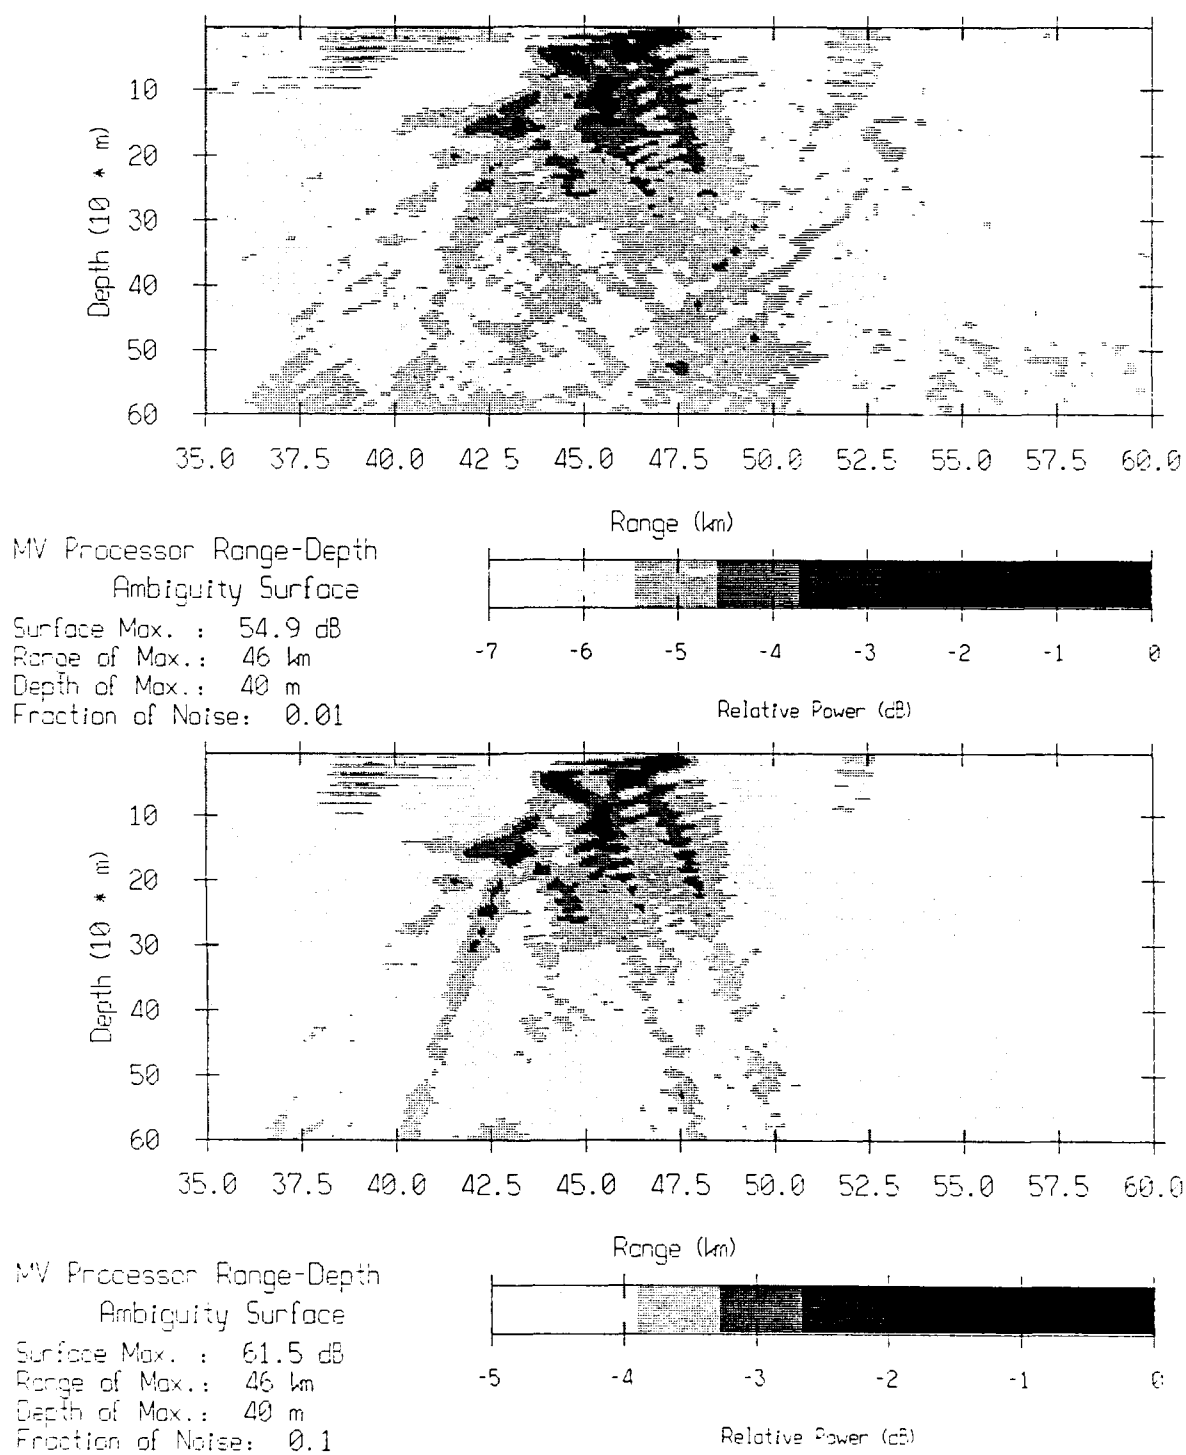 10
20
30
40
50
60
Depth (10 * m)
35.0 37.5 40.0 42 5 45.0 47.5 50.0 52.5 55.0 57.5 60.0
Range (km)
MV Processor Range-Depth
Ambiguity Surface
Surface Max. : 54.9 dB
Range of Max.: 46 km
Depth of Max.: 40 m
Fraction of Noise: 0.01
-7 -6 -5 -4 -3 -2 -1 0
Relative Power (dB)
10
20
30
40
50
60
Depth (10 * m)
35.0 37.5 40.0 42.5 45.0 47.5 50.0 52.5 55.0 57.5 60.0
Range (km)
MV Processor Range-Depth
Ambiguity Surface
Surface Max. : 61.5 dB
Range of Max.: 46 km
Depth of Max.: 40 m
Fraction of Noise: 0.1
-5 -4 -3 -2 -1 0
Relative Power (dB)